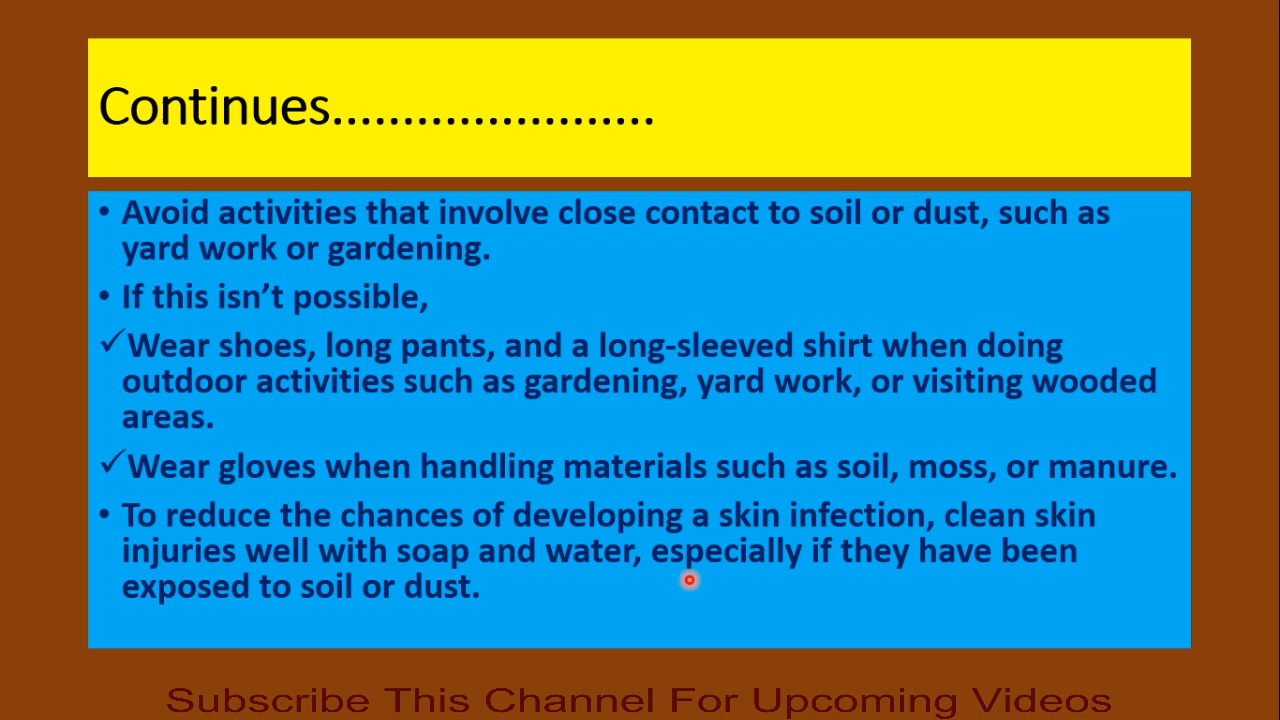 Continues.......................
• Avoid activities that involve close contact to soil or dust, such as
yard work or gardening.
• If this isn’t possible,
✓Wear shoes, long pants, and a long-sleeved shirt when doing
outdoor activities such as gardening, yard work, or visiting wooded
areas.
✓Wear gloves when handling materials such as soil, moss, or manure.
• To reduce the chances of developing a skin infection, clean skin
injuries well with soap and water, especially if they have been
exposed to soil or dust.
Subscribe This Channel For Upcoming Videos